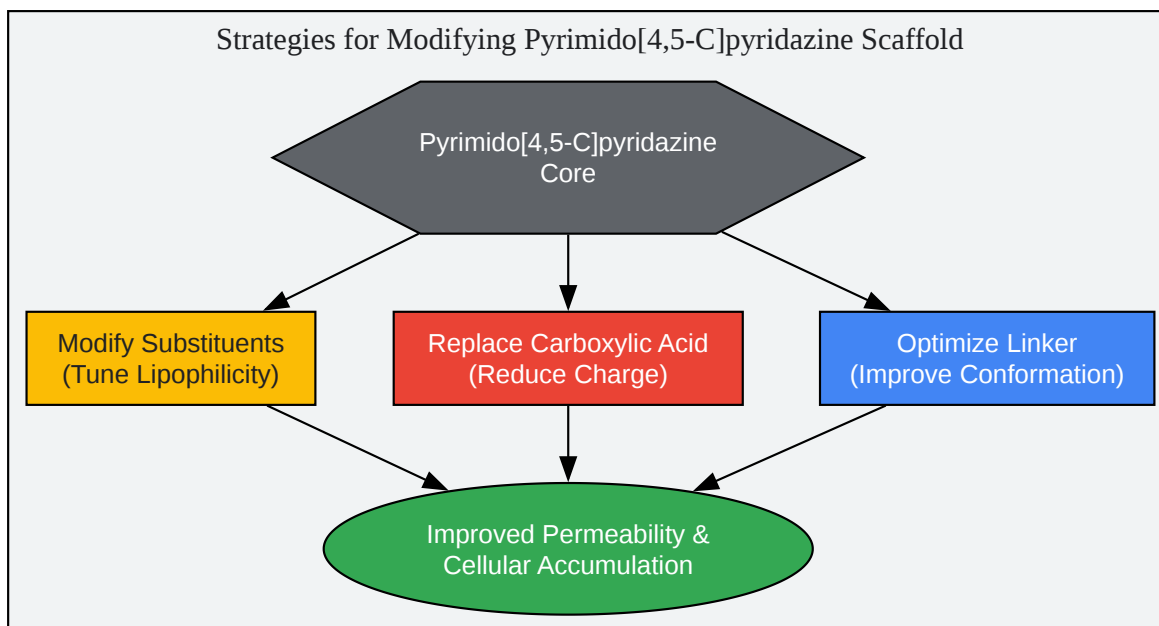 Strategies for Modifying Pyrimido[4,5-C]pyridazine Scaffold
Pyrimido[4,5-C]pyridazine
Core
Modify Substituents
(Tune Lipophilicity)
Replace Carboxylic Acid
(Reduce Charge)
Optimize Linker
(Improve Conformation)
Improved Permeability &
Cellular Accumulation